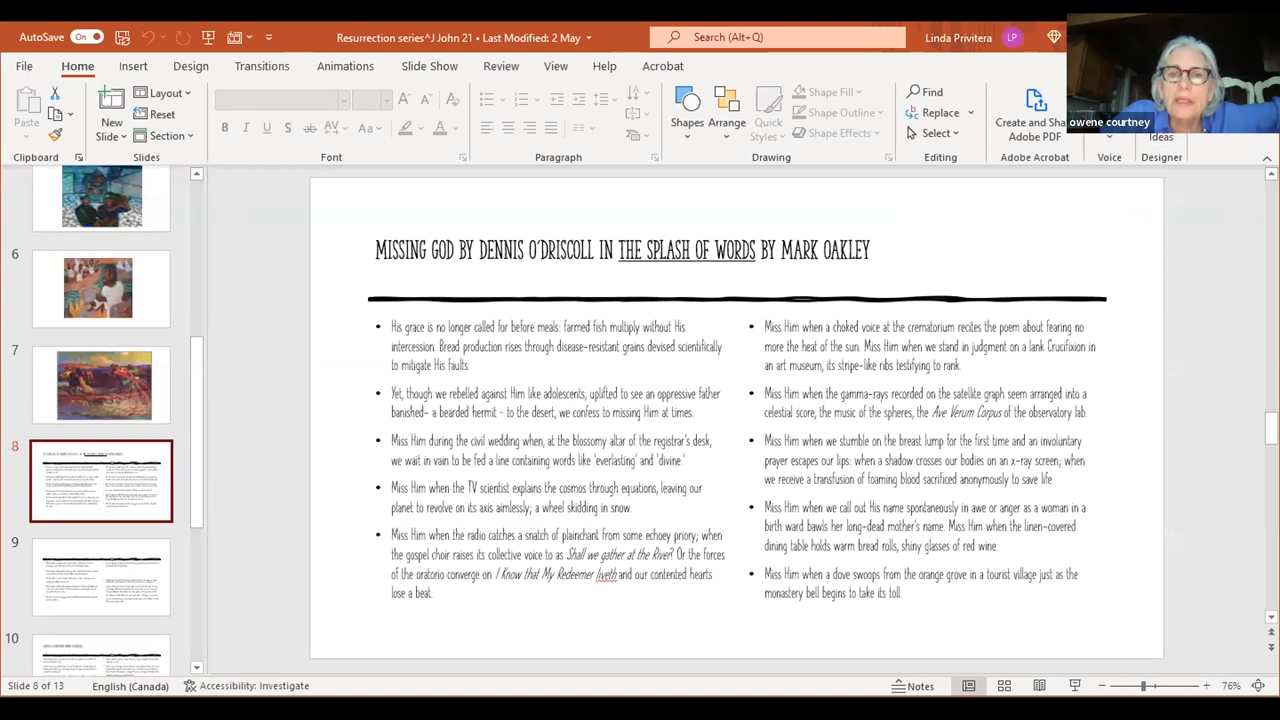 AutoSave On
Resurrection series^J John 21 • Last Modified: 2 May
Search (Alt+Q)
Linda Privitera LP
owene courtney
File Home Insert Design Transitions Animations Slide Show Review View Help Acrobat
Paste
New Slide
Layout
Reset
Section
Shapes
Arrange
Quick Styles
Shape Fill
Shape Outline
Shape Effects
Find
Replace
Select
Create and Sha
Adobe PDF
Clipboard Slides Font Paragraph Drawing Editing Adobe Acrobat Voice Designer
6
7
8
9
10
MISSING GOD BY DENNIS O'DRISCOLL IN THE SPLASH OF WORDS BY MARK OAKLEY
• His grace is no longer called for before meals: farmed fish multiply without His
intercession. Bread production rises through disease-resistant grains devised scientifically
to mitigate His faults.
• Yet, though we rebelled against Him like adolescents, uplifted to see an oppressive father
banished- a bearded hermit - to the desert, we confess to missing Him at times.
• Miss Him during the civil wedding when, at the blossomy altar of the registrar's desk,
we wait in vain to be fed a line containing words like 'everlasting' and 'divine.'
• Miss Him when the TV scientist explains the cosmos through equations, leaving our
planet to revolve on its axis aimlessly; a wheel skidding in snow.
• Miss Him when the radio catches a snatch of plainchant from some echoey priory; when
the gospel choir raises its collective voice to as Shall we gather at the River? Or the forces
of the oratorio converge on I Know that My Redeemer liveth and our contented hearts
lose a beat.
• Miss Him when a choked voice at the crematorium recites the poem about fearing no
more the heat of the sun. Miss Him when we stand in judgment on a lank Crucifixion in
an art museum, its stripe-like ribs testifying to rank.
• Miss Him when the gamma-rays recorded on the satellite graph seem arranged into a
celestial score, the music of the spheres, the Ave Verum Corpus of the observatory lab.
• Miss Him when we stumble on the breast lump for the first time and an involuntary
prayer escapes our lips: when a shadow crosses our bodies on an x-ray screen; when
we receive a transfusion of foaming blood sacrificed anonymously to save life
• Miss Him when we call out His name spontaneously in awe or anger as a woman in a
birth ward bawls her long-dead mother's name. Miss Him when the linen-covered
dining table holds warm bread rolls, shiny glasses of red wine.
when a dove swoops from the orange grove in a tourist village just as the
monastery bell begins to take its toll.
Slide 8 of 13 English (Canada) Accessibility: Investigate Notes 76%